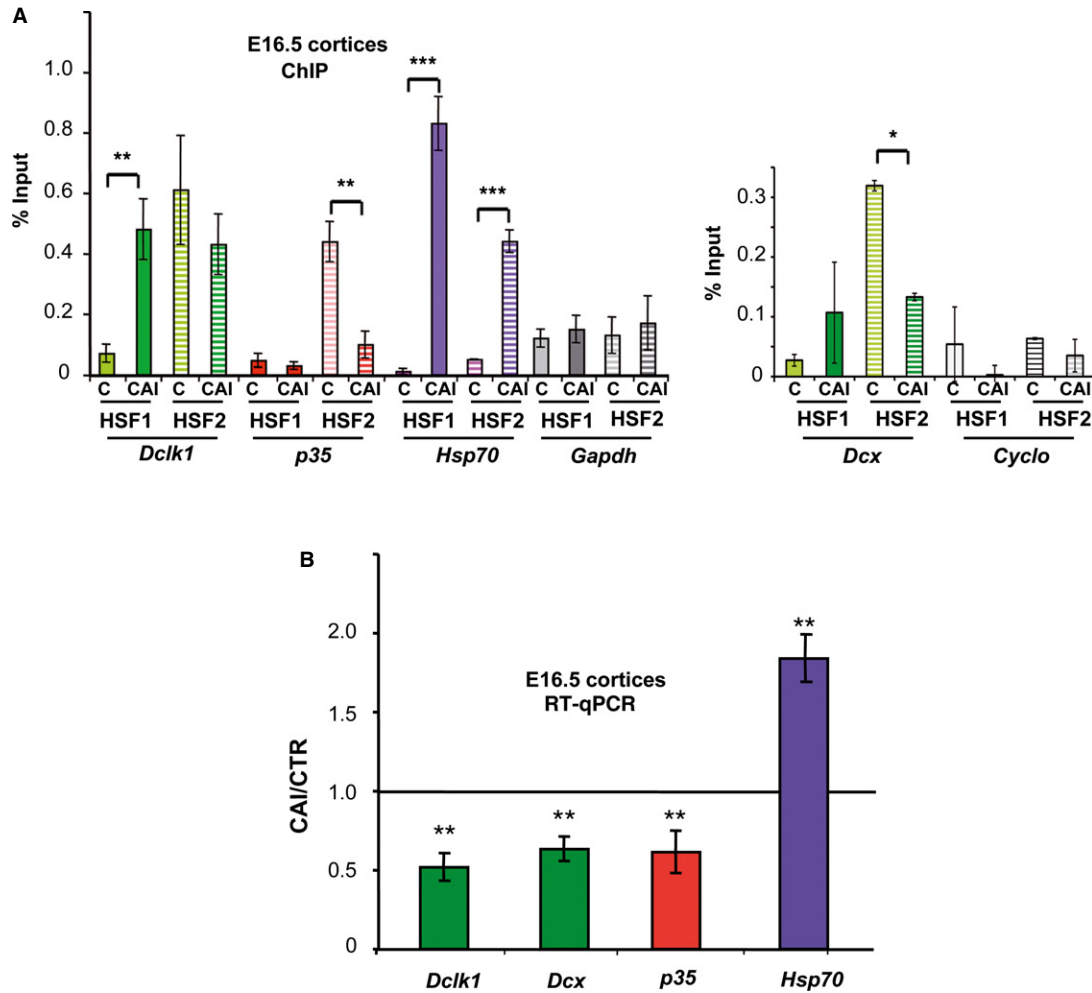 A
E16.5 cortices
ChIP
% Input
1.0
0.8
0.6
0.4
0.2
0
**
**
***
***
C CAI C CAI C CAI C CAI C CAI C CAI C CAI C CAI
HSF1 HSF2 HSF1 HSF2 HSF1 HSF2 HSF1 HSF2
Dclk1 p35 Hsp70 Gapdh
% Input
0.3
0.2
0.1
0
*
C CAI C CAI C CAI C CAI
HSF1 HSF2 HSF1 HSF2
Dcx Cyclo
B
E16.5 cortices
RT-qPCR
CAI/CTR
2.0
1.5
1.0
0.5
0
**
**
**
**
Dclk1 Dcx p35 Hsp70